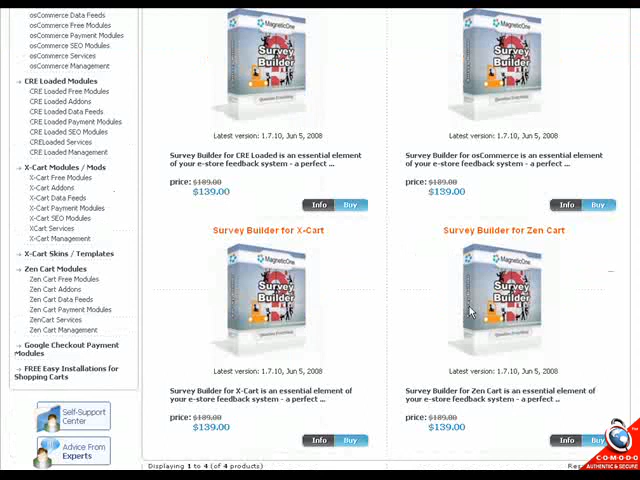 osCommerce Data Feeds
osCommerce Free Modules
osCommerce Payment Modules
osCommerce SEO Modules
osCommerce Services
osCommerce Management
CRE Loaded Modules
CRE Loaded Free Modules
CRE Loaded Addons
CRE Loaded Data Feeds
CRE Loaded Payment Modules
CRE Loaded SEO Modules
CRELoaded Services
CRE Loaded Management
X-Cart Modules / Mods
X-Cart Free Modules
X-Cart Addons
X-Cart Data Feeds
X-Cart Payment Modules
X-Cart SEO Modules
XCart Services
X-Cart Management
X-Cart Skins / Templates
Zen Cart Modules
Zen Cart Free Modules
Zen Cart Addons
Zen Cart Data Feeds
Zen Cart Payment Modules
ZenCart Services
Zen Cart Management
Google Checkout Payment
Modules
FREE Easy Installations for
Shopping Carts
Self-Support
Center
Advice From
Experts
MagneticOne
Survey
Builder
Latest version: 1.7.10, Jun 5, 2008
Survey Builder for CRE Loaded is an essential element
of your e-store feedback system - a perfect ...
price: $189.00
$139.00
Info Buy
MagneticOne
Survey
Builder
Latest version: 1.7.10, Jun 5, 2008
Survey Builder for osCommerce is an essential element
of your e-store feedback system - a perfect ...
price: $189.00
$139.00
Info Buy
Survey Builder for X-Cart
MagneticOne
Survey
Builder
Latest version: 1.7.10, Jun 5, 2008
Survey Builder for X-Cart is an essential element of
your e-store feedback system - a perfect ...
price: $189.00
$139.00
Info Buy
Survey Builder for Zen Cart
MagneticOne
Survey
Builder
Latest version: 1.7.10, Jun 5, 2008
Survey Builder for Zen Cart is an essential element of
your e-store feedback system - a perfect ..
price: $189.00
$139.00
Info Buy
Displaying 1 to 4 (of 4 products)
COMODO
AUTHENTIC & SECURE